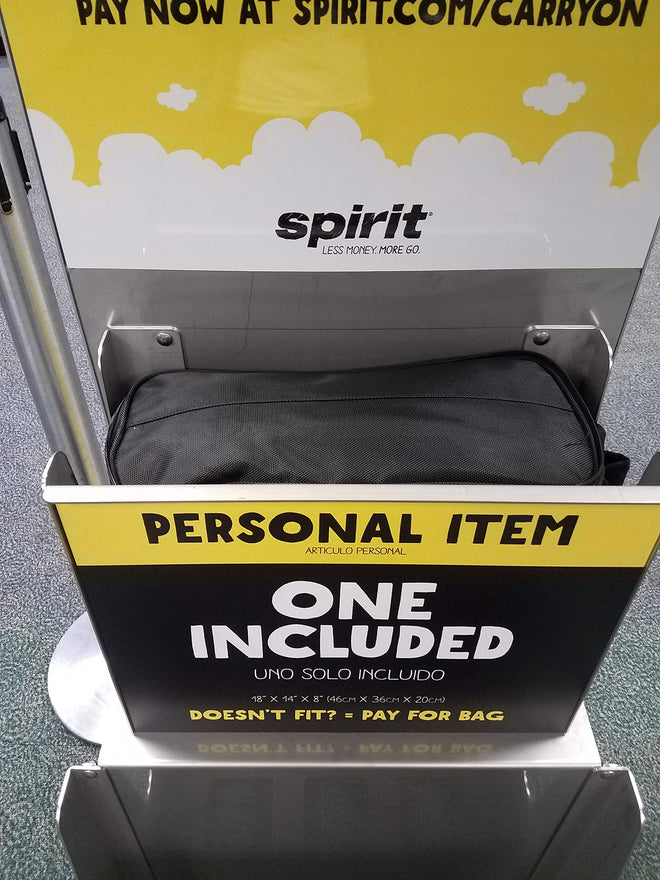 PAY NOW AT SPIRIT.COM/CARRYON
spirit
LESS MONEY. MORE GO.
PERSONAL ITEM
ARTICULO PERSONAL
ONE
INCLUDED
UNO SOLO INCLUIDO
18" X 14" X 8" (46CM X 36CM X 20CM)
DOESN'T FIT? = PAY FOR BAG